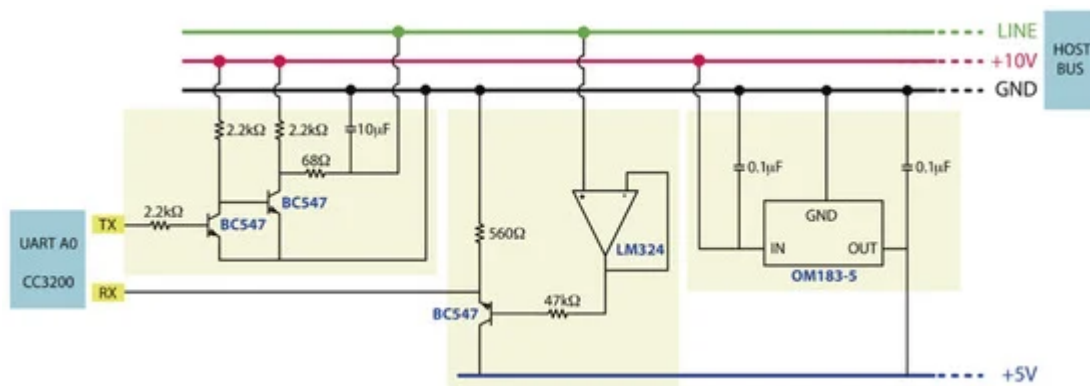 LINE
+10V
GND
HOST
BUS
2.2kΩ
2.2kΩ
10μF
68Ω
BC547
BC547
2.2kΩ
TX
UART A0
CC3200
RX
560Ω
BC547
47kΩ
+
-
LM324
0.1μF
0.1μF
GND
IN
OUT
OM183-5
+5V